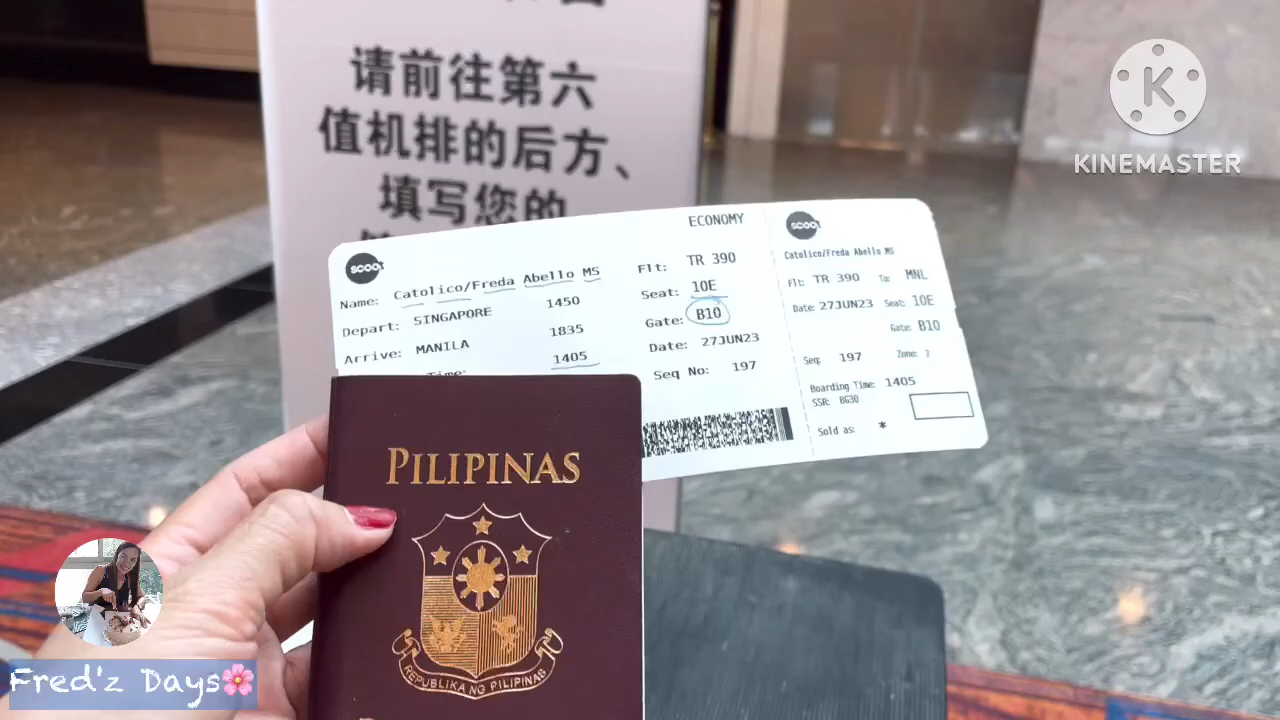 请前往第六
值机排的后方、
填写您的
KINEMASTER
scoot
ECONOMY
Name: Catolico/Freda Abello MS
Depart: SINGAPORE 1450
Arrive: MANILA 1835
Time: 1405
Flt: TR 390
Seat: 10E
Gate: B10
Date: 27JUN23
Seq No: 197
scoot
Catolico/Freda Abello MS
Flt: TR 390 To: MNL
Date: 27JUN23 Seat: 10E
Gate: B10
Seq: 197 Zone: 2
Boarding Time: 1405
SSR: BG30
Sold as: *
PILIPINAS
REPUBLIKA NG PILIPINAS
Fred'z Days🌸